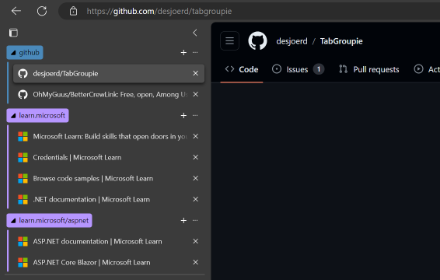 https://github.com/desjoerd/tabgroupie
github
desjoerd/TabGroupie
OhMyGuus/BetterCrewLink: Free, open, Among U
learn.microsoft
Microsoft Learn: Build skills that open doors in yo
Credentials | Microsoft Learn
Browse code samples | Microsoft Learn
.NET documentation | Microsoft Learn
learn.microsoft/aspnet
ASP.NET documentation | Microsoft Learn
ASP.NET Core Blazor | Microsoft Learn
desjoerd / TabGroupie
Code Issues 1 Pull requests Act